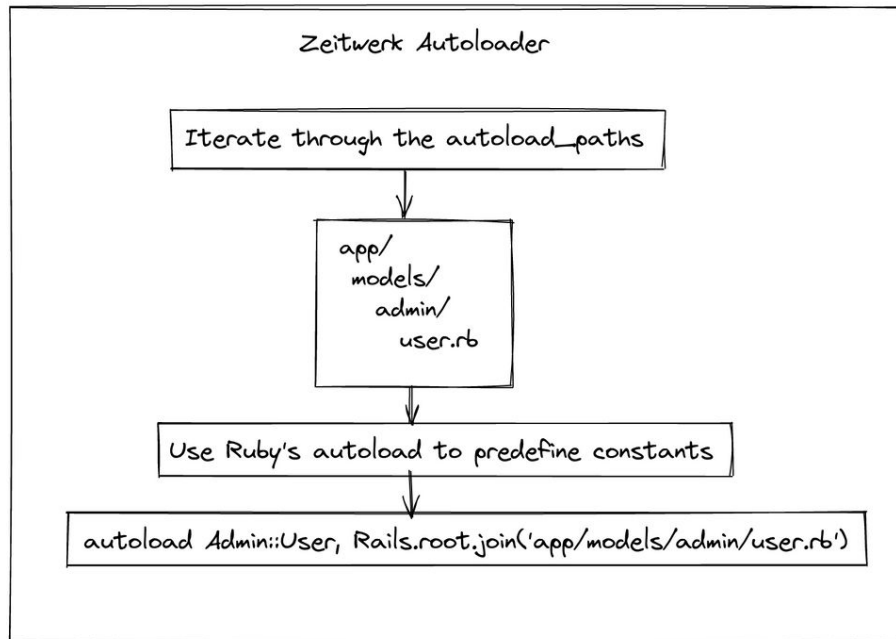 Zeitwerk Autoloader
Iterate through the autoload_paths
app/
models/
admin/
user.rb
Use Ruby's autoload to predefine constants
autoload Admin::User, Rails.root.join('app/models/admin/user.rb')